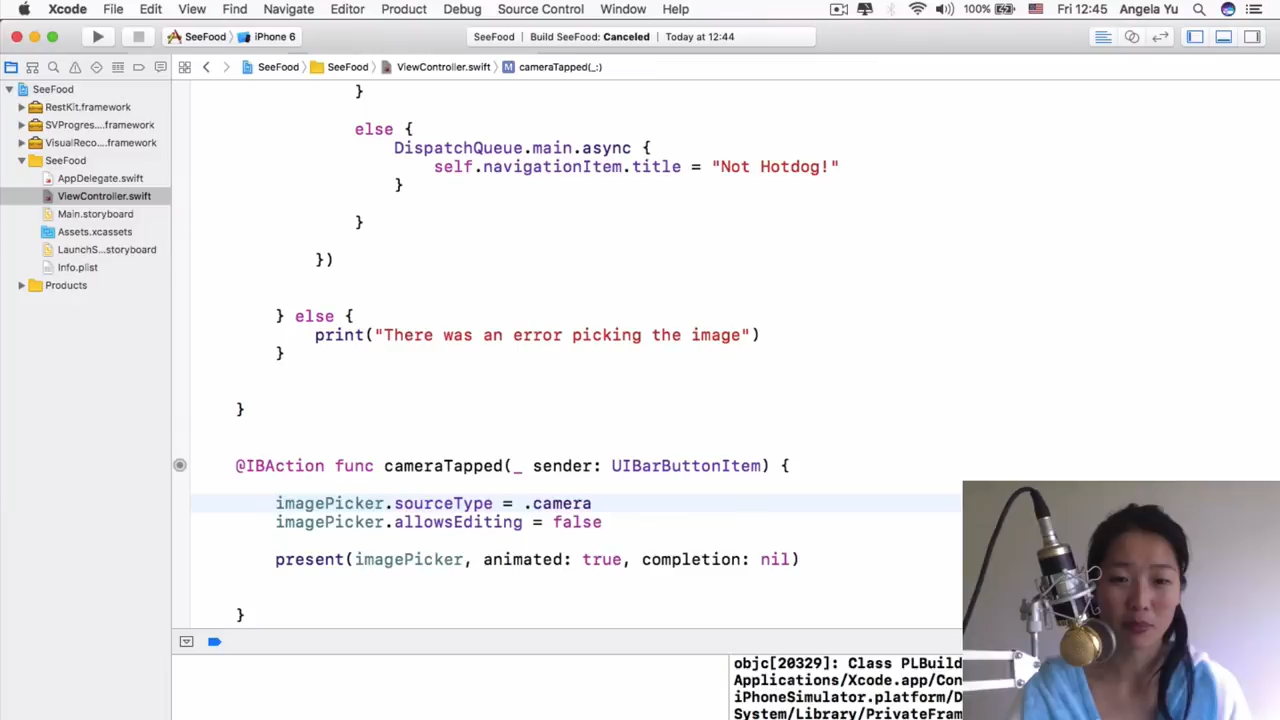 Xcode File Edit View Find Navigate Editor Product Debug Source Control Window Help 100% Fri 12:45 Angela Yu
SeeFood iPhone 6 SeeFood Build SeeFood: Canceled Today at 12:44
SeeFood SeeFood ViewController.swift M cameraTapped(_:)
SeeFood
RestKit.framework
SVProgres....framework
VisualReco....framework
SeeFood
AppDelegate.swift
ViewController.swift
Main.storyboard
Assets.xcassets
LaunchS...storyboard
Info.plist
Products
}
else {
DispatchQueue.main.async {
self.navigationItem.title = "Not Hotdog!"
}
}
})
} else {
print("There was an error picking the image")
}
}
@IBAction func cameraTapped(_ sender: UIBarButtonItem) {
imagePicker.sourceType = .camera
imagePicker.allowsEditing = false
present(imagePicker, animated: true, completion: nil)
}
objc[20329]: Class PLBuild
Applications/Xcode.app/Con
iPhoneSimulator.platform/D
System/Library/PrivateFram